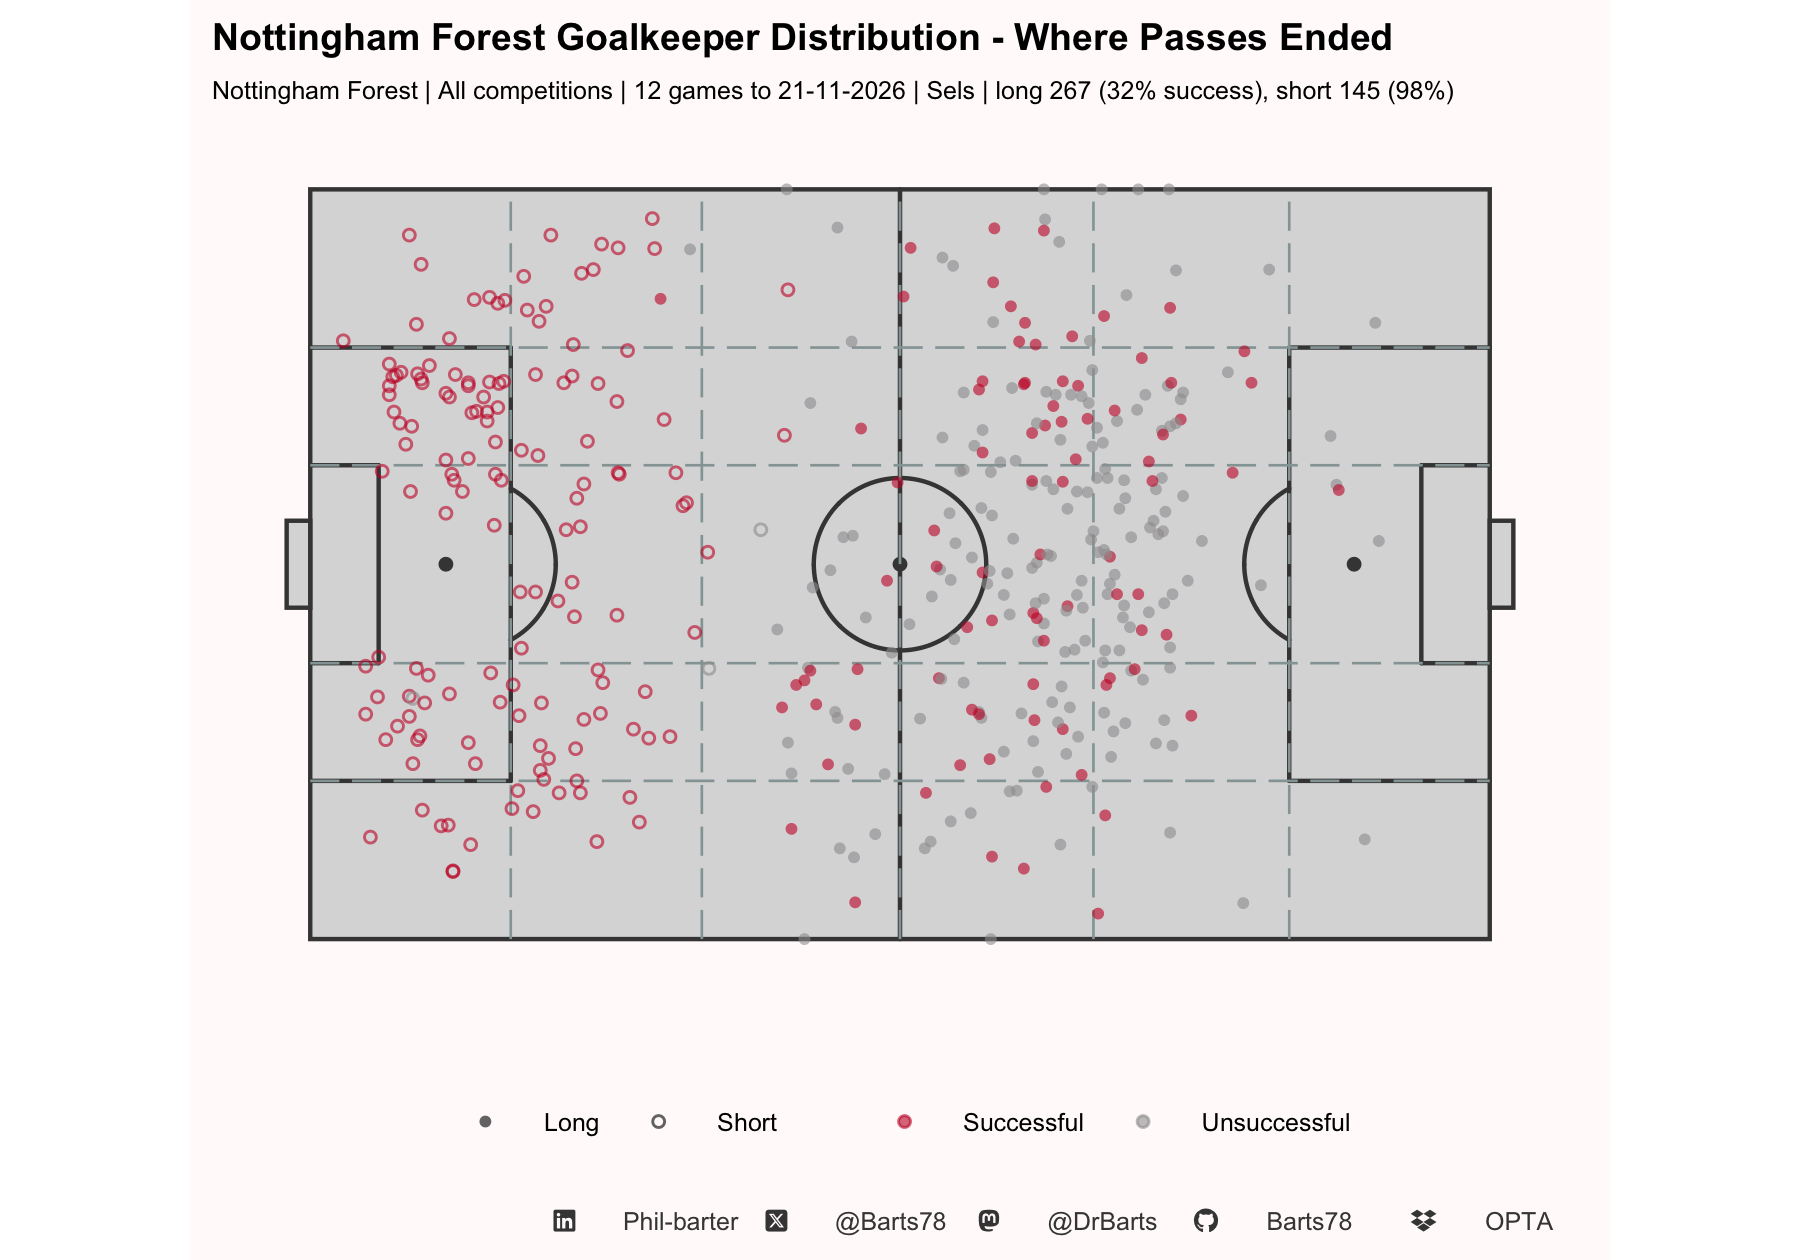 Nottingham Forest Goalkeeper Distribution - Where Passes Ended
Nottingham Forest | All competitions | 12 games to 21-11-2026 | Sels | long 267 (32% success), short 145 (98%)
Long Short Successful Unsuccessful
Phil-barter @Barts78 @DrBarts Barts78 OPTA